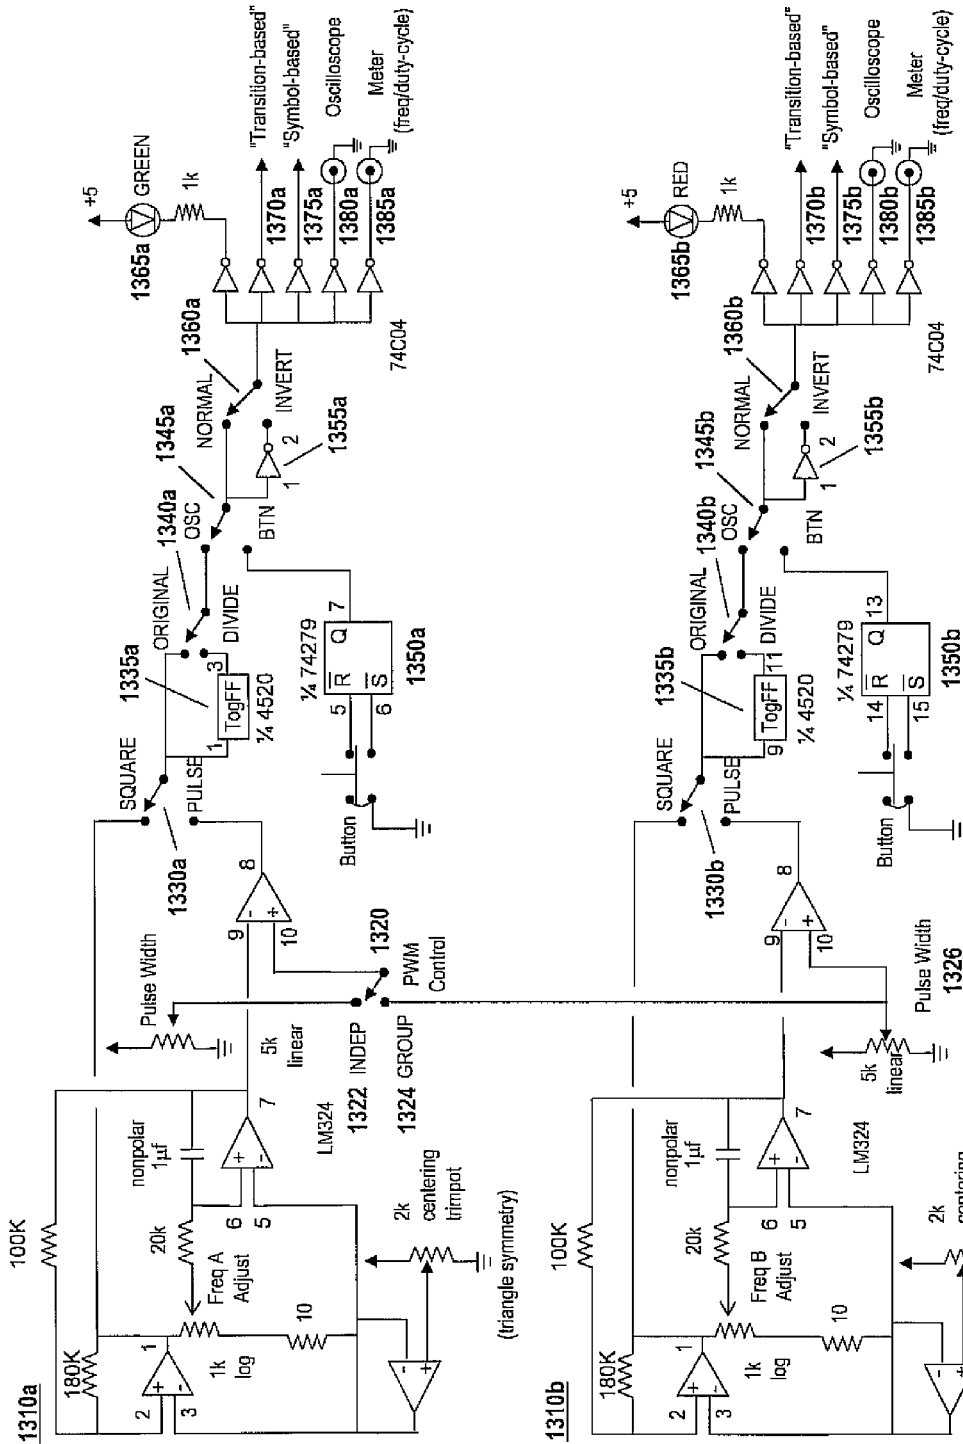 1310a
180K
100K
2
3
1
+
-
1k
log
Freq A
Adjust
10
20k
nonpolar
1µf
6
5
+
-
7
LM324
-
+
2k
centering
trimpot
(triangle symmetry)
5k
linear
Pulse Width
1322 INDEP
1324 GROUP
1320
PWM
Control
9
10
-
+
8
1330a
SQUARE
PULSE
1335a
1
TogFF
3
¼ 4520
ORIGINAL
DIVIDE
1340a
Button
5
6
R
S
Q
7
¼ 74279
1350a
OSC
BTN
1345a
NORMAL
INVERT
1
2
1355a
1360a
74C04
+5
1365a
GREEN
1k
1370a
"Transition-based"
1375a
"Symbol-based"
1380a
Oscilloscope
1385a
Meter
(freq/duty-cycle)
1310b
180K
100K
2
3
1
+
-
1k
log
Freq B
Adjust
10
20k
nonpolar
1µf
6
5
+
-
7
LM324
-
+
2k
centering
5k
linear
Pulse Width
1326
9
10
-
+
8
1330b
SQUARE
PULSE
1335b
9
TogFF
11
¼ 4520
ORIGINAL
DIVIDE
1340b
Button
14
15
R
S
Q
13
¼ 74279
1350b
OSC
BTN
1345b
NORMAL
INVERT
1
2
1355b
1360b
74C04
+5
1365b
RED
1k
1370b
"Transition-based"
1375b
"Symbol-based"
1380b
Oscilloscope
1385b
Meter
(freq/duty-cycle)